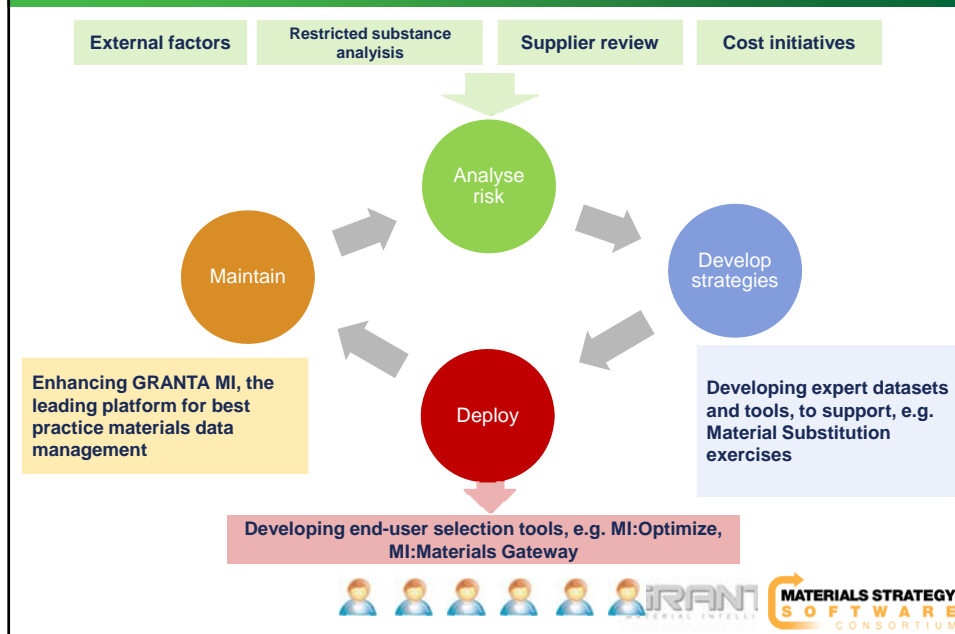 External factors
Restricted substance
analyisis
Supplier review
Cost initiatives
Analyse
risk
Maintain
Develop
strategies
Enhancing GRANTA MI, the
leading platform for best
practice materials data
management
Deploy
Developing expert datasets
and tools, to support, e.g.
Material Substitution
exercises
Developing end-user selection tools, e.g. MI:Optimize,
MI:Materials Gateway
MATERIALS STRATEGY
SOFTWARE
CONSORTIUM